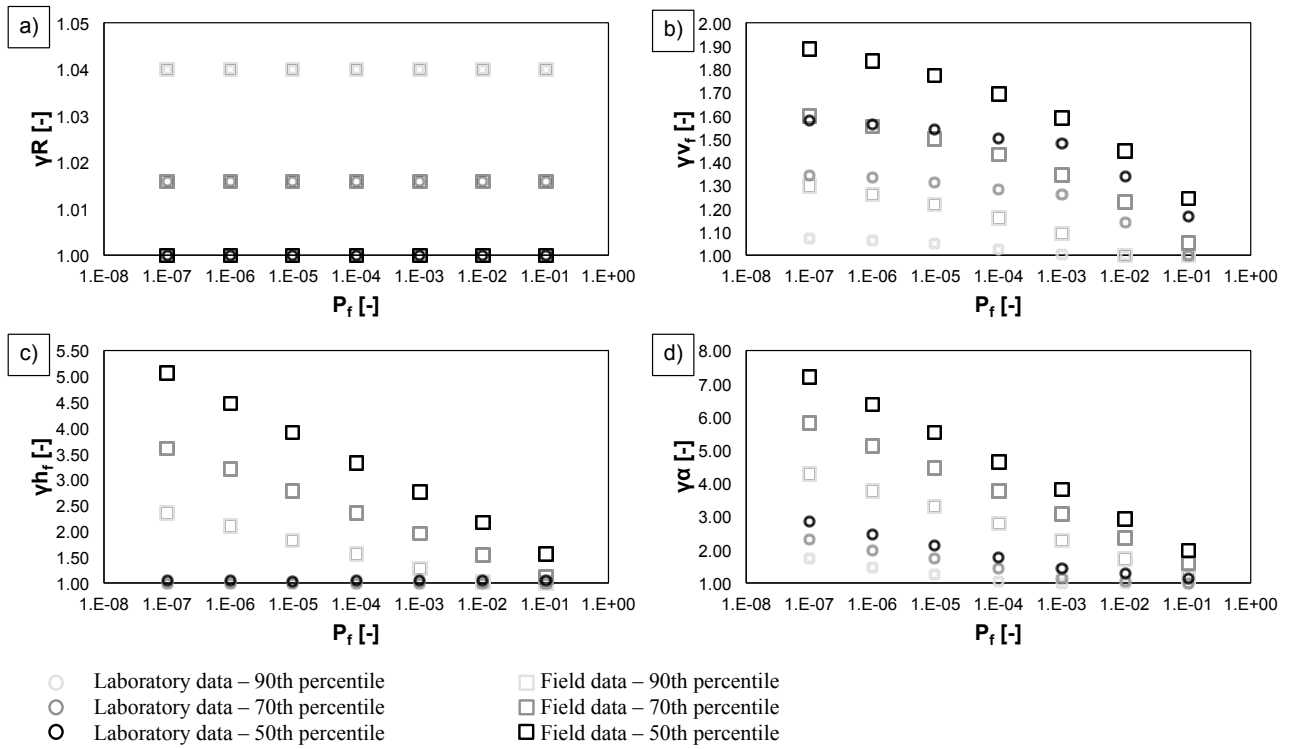 a)
1.05
1.04
1.03
1.02
1.01
1.00
γR [-]
1.E-08 1.E-07 1.E-06 1.E-05 1.E-04 1.E-03 1.E-02 1.E-01 1.E+00
Pf [-]
b)
2.00
1.90
1.80
1.70
1.60
1.50
1.40
1.30
1.20
1.10
1.00
γvf [-]
1.E-08 1.E-07 1.E-06 1.E-05 1.E-04 1.E-03 1.E-02 1.E-01 1.E+00
Pf [-]
c)
5.50
5.00
4.50
4.00
3.50
3.00
2.50
2.00
1.50
1.00
γhf [-]
1.E-08 1.E-07 1.E-06 1.E-05 1.E-04 1.E-03 1.E-02 1.E-01 1.E+00
Pf [-]
d)
8.00
7.00
6.00
5.00
4.00
3.00
2.00
1.00
γα [-]
1.E-08 1.E-07 1.E-06 1.E-05 1.E-04 1.E-03 1.E-02 1.E-01 1.E+00
Pf [-]
Laboratory data – 90th percentile
Laboratory data – 70th percentile
Laboratory data – 50th percentile
Field data – 90th percentile
Field data – 70th percentile
Field data – 50th percentile